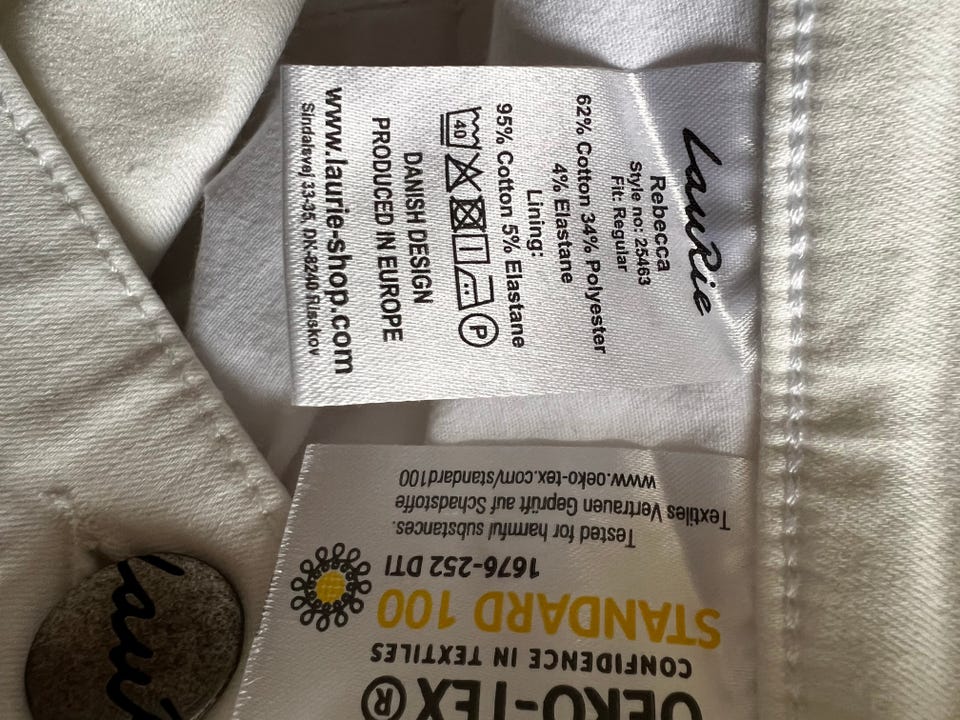 Laurie
Rebecca
Style no: 25463
Fit: Regular
62% Cotton 34% Polyester
4% Elastane
Lining:
95% Cotton 5% Elastane
40
P
DANISH DESIGN
PRODUCED IN EUROPE
www.laurie-shop.com
Sindalsvej 33-35, DK-8240 Risskov
OEKO-TEX®
CONFIDENCE IN TEXTILES
STANDARD 100
1676-252 DTI
Tested for harmful substances.
Textiles Vertrauen Geprüft auf Schadstoffe
www.oeko-tex.com/standard100